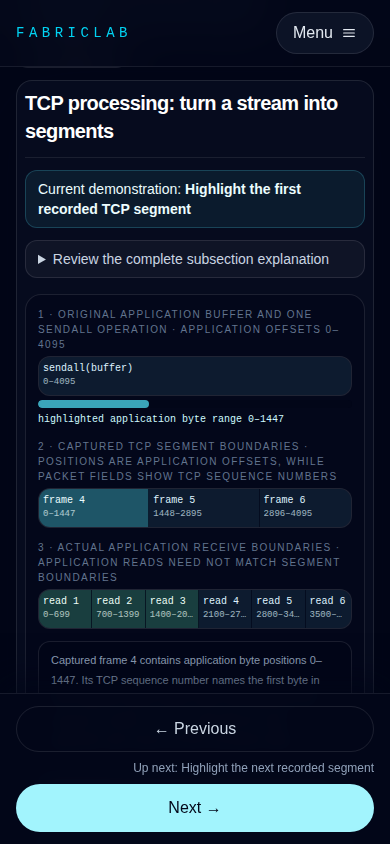 FABRICLAB
Menu
TCP processing: turn a stream into
segments
Current demonstration: Highlight the first
recorded TCP segment
Review the complete subsection explanation
1 · ORIGINAL APPLICATION BUFFER AND ONE
SENDALL OPERATION · APPLICATION OFFSETS 0–
4095
sendall(buffer)
0–4095
highlighted application byte range 0–1447
2 · CAPTURED TCP SEGMENT BOUNDARIES ·
POSITIONS ARE APPLICATION OFFSETS, WHILE
PACKET FIELDS SHOW TCP SEQUENCE NUMBERS
frame 4 frame 5 frame 6
0–1447 1448–2895 2896–4095
3 · ACTUAL APPLICATION RECEIVE BOUNDARIES ·
APPLICATION READS NEED NOT MATCH SEGMENT
BOUNDARIES
read 1 read 2 read 3 read 4 read 5 read 6
0–699 700–1399 1400–20… 2100–27… 2800–34… 3500–…
Captured frame 4 contains application byte positions 0–
1447. Its TCP sequence number names the first byte in
← Previous
Up next: Highlight the next recorded segment
Next →